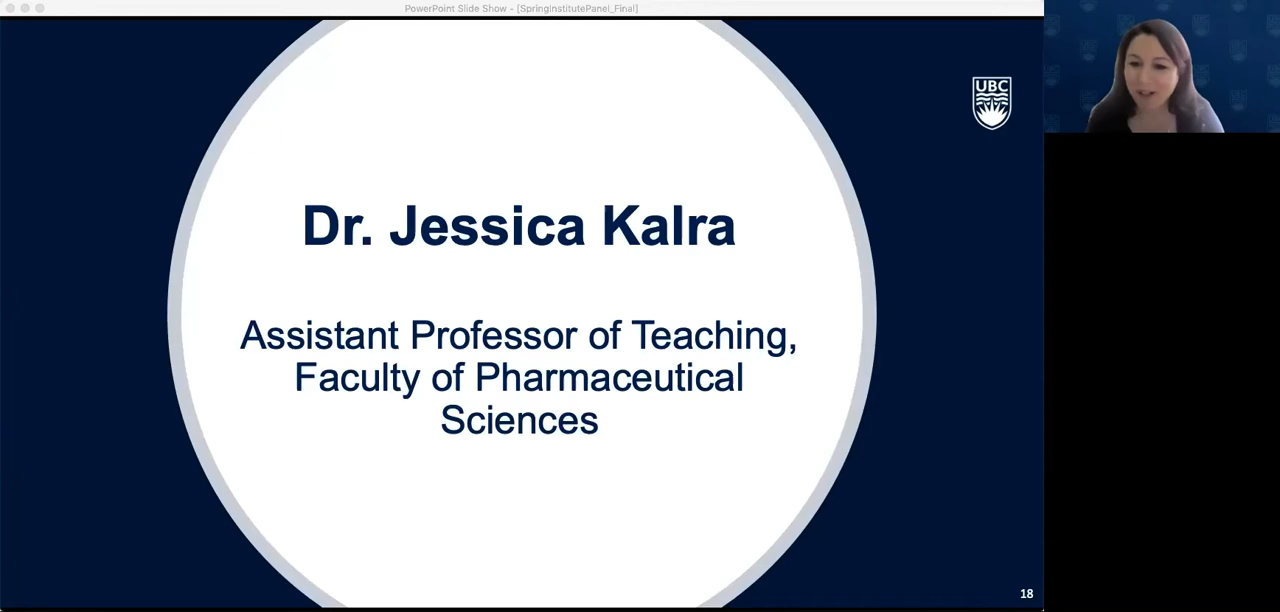 PowerPoint Slide Show - [SpringInstitutePanel_Final]
UBC
Dr. Jessica Kalra
Assistant Professor of Teaching,
Faculty of Pharmaceutical
Sciences
18